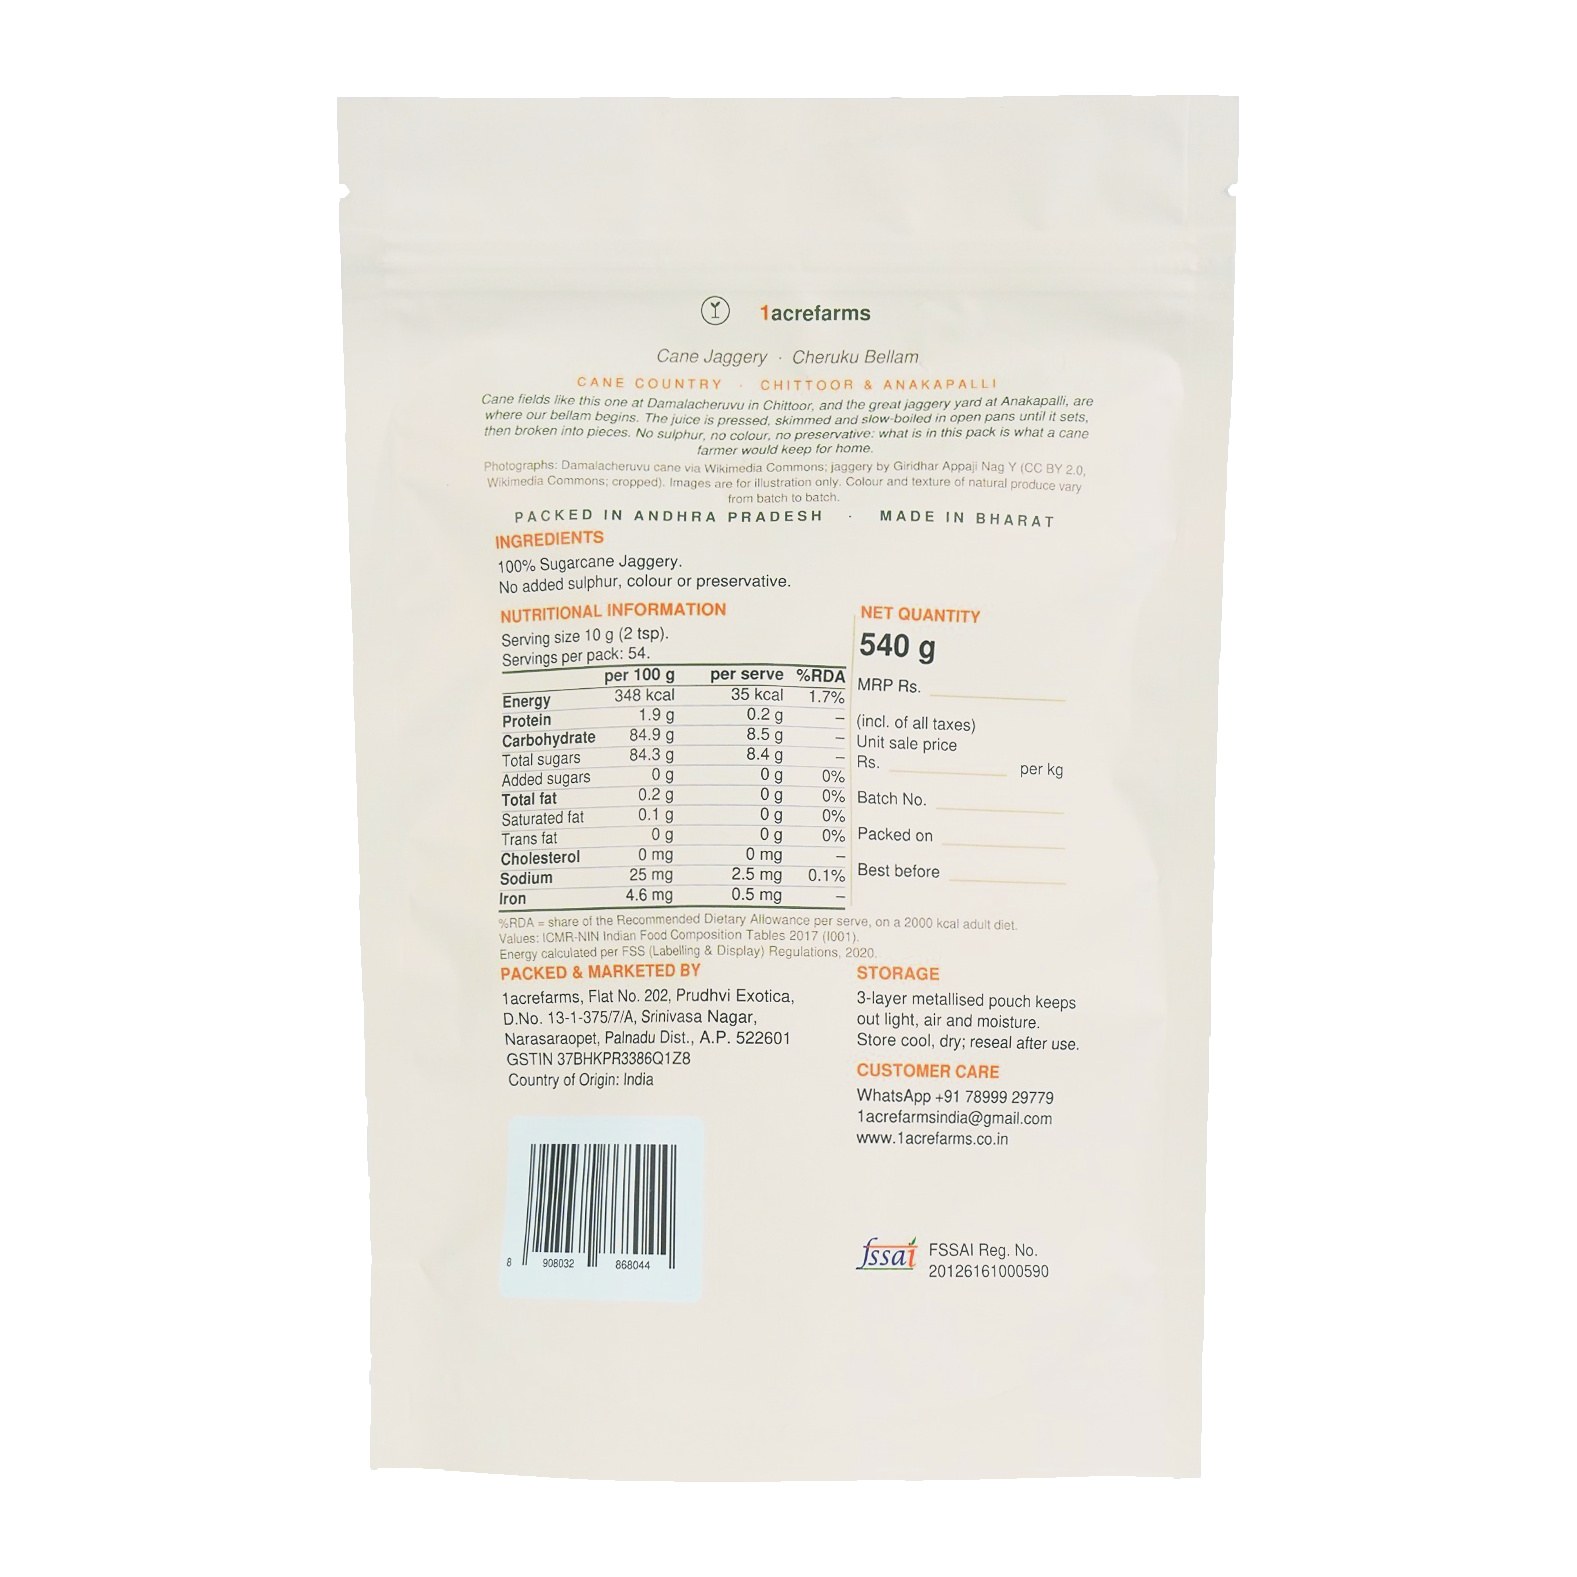 1acrefarms
Cane Jaggery · Cheruku Bellam
CANE COUNTRY · CHITTOOR & ANAKAPALLI
Cane fields like this one at Damalacheruvu in Chittoor, and the great jaggery yard at Anakapalli, are
where our bellam begins. The juice is pressed, skimmed and slow-boiled in open pans until it sets,
then broken into pieces. No sulphur, no colour, no preservative: what is in this pack is what a cane
farmer would keep for home.
Photographs: Damalacheruvu cane via Wikimedia Commons; jaggery by Giridhar Appaji Nag Y (CC BY 2.0,
Wikimedia Commons; cropped). Images are for illustration only. Colour and texture of natural produce vary
from batch to batch.
PACKED IN ANDHRA PRADESH · MADE IN BHARAT
INGREDIENTS
100% Sugarcane Jaggery.
No added sulphur, colour or preservative.
NUTRITIONAL INFORMATION
Serving size 10 g (2 tsp).
Servings per pack: 54.
per 100 g per serve %RDA
Energy 348 kcal 35 kcal 1.7%
Protein 1.9 g 0.2 g –
Carbohydrate 84.9 g 8.5 g –
Total sugars 84.3 g 8.4 g –
Added sugars 0 g 0 g 0%
Total fat 0.2 g 0 g 0%
Saturated fat 0.1 g 0 g 0%
Trans fat 0 g 0 g 0%
Cholesterol 0 mg 0 mg –
Sodium 25 mg 2.5 mg 0.1%
Iron 4.6 mg 0.5 mg –
NET QUANTITY
540 g
MRP Rs.
(incl. of all taxes)
Unit sale price
Rs. per kg
Batch No.
Packed on
Best before
%RDA = share of the Recommended Dietary Allowance per serve, on a 2000 kcal adult diet.
Values: ICMR-NIN Indian Food Composition Tables 2017 (I001).
Energy calculated per FSS (Labelling & Display) Regulations, 2020.
PACKED & MARKETED BY
1acrefarms, Flat No. 202, Prudhvi Exotica,
D.No. 13-1-375/7/A, Srinivasa Nagar,
Narasaraopet, Palnadu Dist., A.P. 522601
GSTIN 37BHKPR3386Q1Z8
Country of Origin: India
STORAGE
3-layer metallised pouch keeps
out light, air and moisture.
Store cool, dry; reseal after use.
CUSTOMER CARE
WhatsApp +91 78999 29779
1acrefarmsindia@gmail.com
www.1acrefarms.co.in
8 908032 868044
fssai
FSSAI Reg. No.
20126161000590